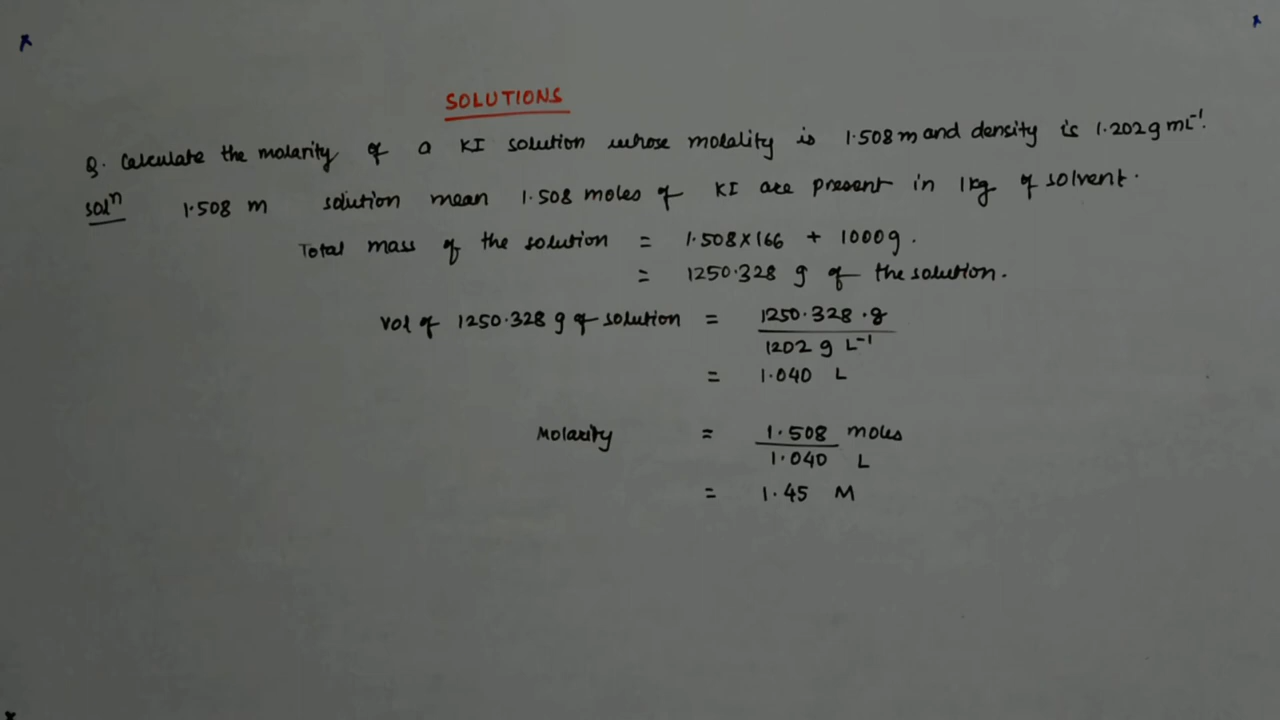 SOLUTIONS
Q. Calculate the molarity of a KI solution whose molality is 1.508 m and density is 1.202 g mL⁻¹.
Solⁿ 1.508 m solution mean 1.508 moles of KI are present in 1kg of solvent.
Total mass of the solution = 1.508 × 166 + 1000g.
= 1250.328 g of the solution.
Vol of 1250.328 g of solution = 1250.328 .g
1202 g L⁻¹
= 1.040 L
Molarity = 1.508 moles
1.040 L
= 1.45 M